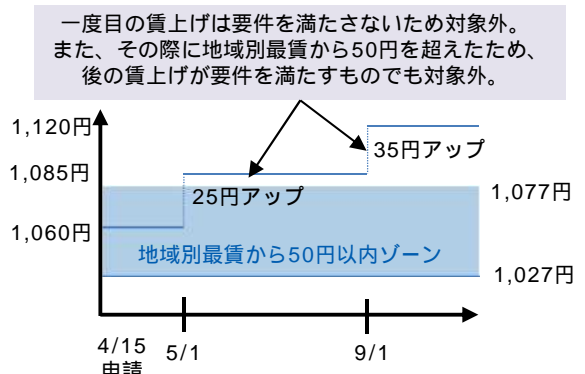 一度目の賃上げは要件を満たさないため対象外。
また、その際に地域別最賃から50円を超えたため、
後の賃上げが要件を満たすものでも対象外。
1,120円
35円アップ
1,085円
25円アップ
1,077円
1,060円
地域別最賃から50円以内ゾーン
1,027円
4/15
申請
5/1
9/1